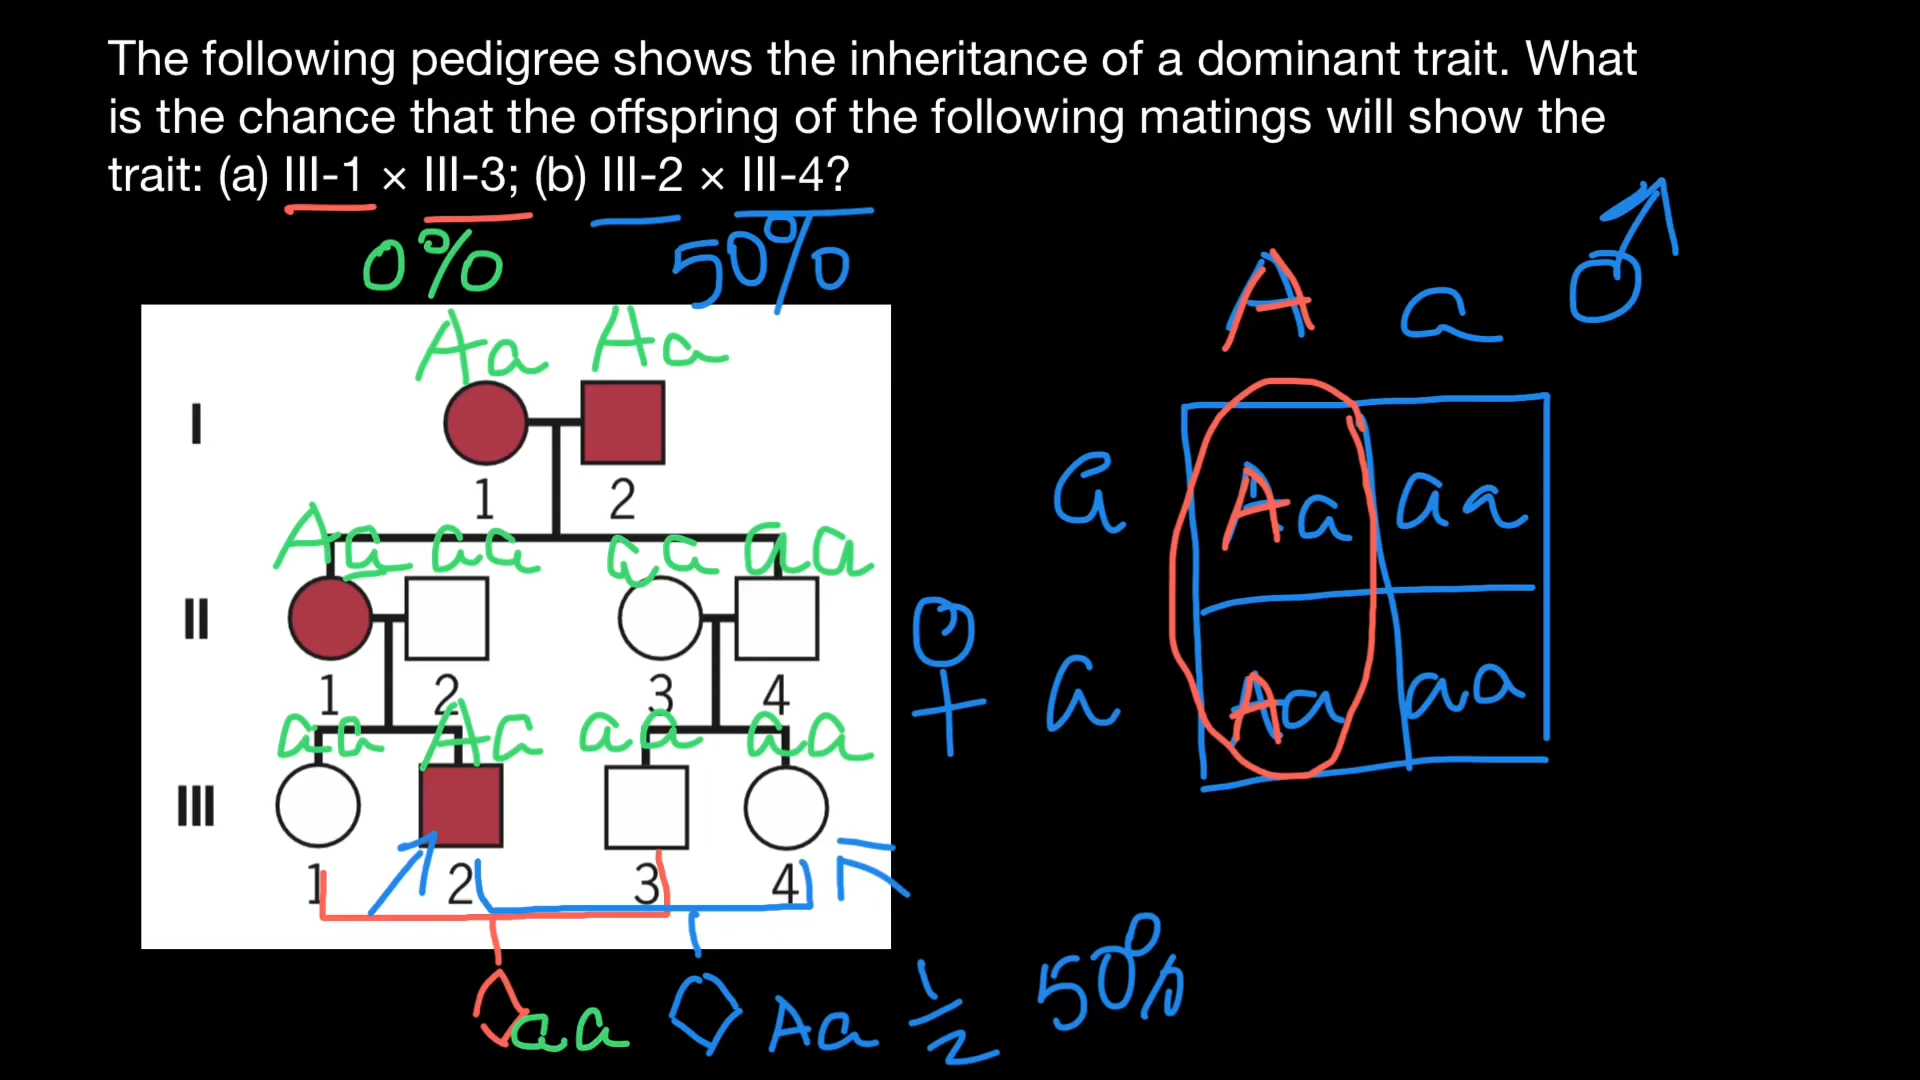 The following pedigree shows the inheritance of a dominant trait. What
is the chance that the offspring of the following matings will show the
trait: (a) III-1 × III-3; (b) III-2 × III-4?
0% 50%
A a ♂
Aa Aa
I
1 2
a Aa aa
Aa aa aa aa
II
♀
1 2 3 4
a Aa aa
aa Aa aa aa
III
1 2 3 4
aa Aa 1/2 50%